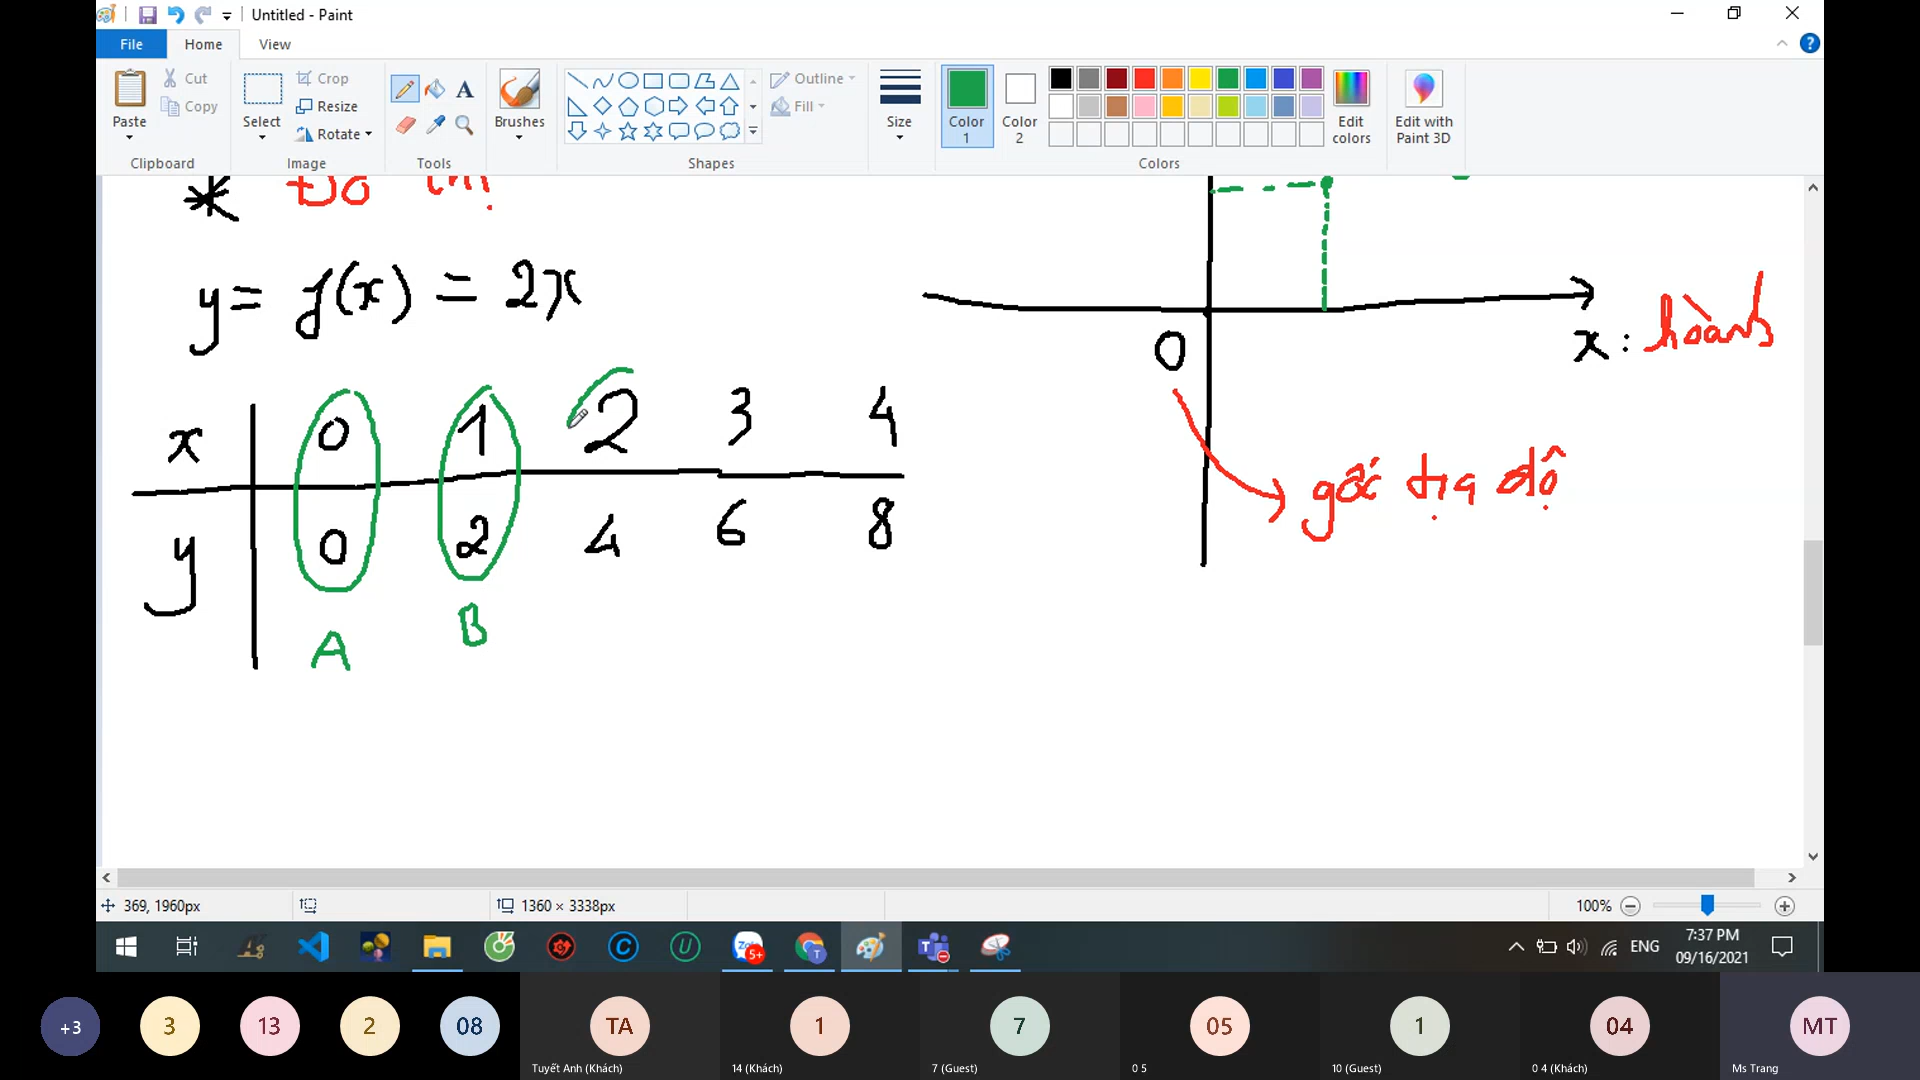 Untitled - Paint
File Home View
Cut
Copy
Paste
Clipboard
Crop
Resize
Rotate
Select
Image
Tools
Brushes
Shapes
Outline
Fill
Size
Color 1
Color 2
Edit colors
Colors
Edit with Paint 3D
* Đồ thị
y = f(x) = 2x
x 0 1 2 3 4
y 0 2 4 6 8
A B
0
x : hoành
gốc tọa độ
369, 1960px
1360 × 3338px
100%
ENG
7:37 PM
09/16/2021
+3 3 13 2 08 TA 1 7 05 1 04 MT
Tuyết Anh (Khách) 14 (Khách) 7 (Guest) 0 5 10 (Guest) 0 4 (Khách) Ms Trang